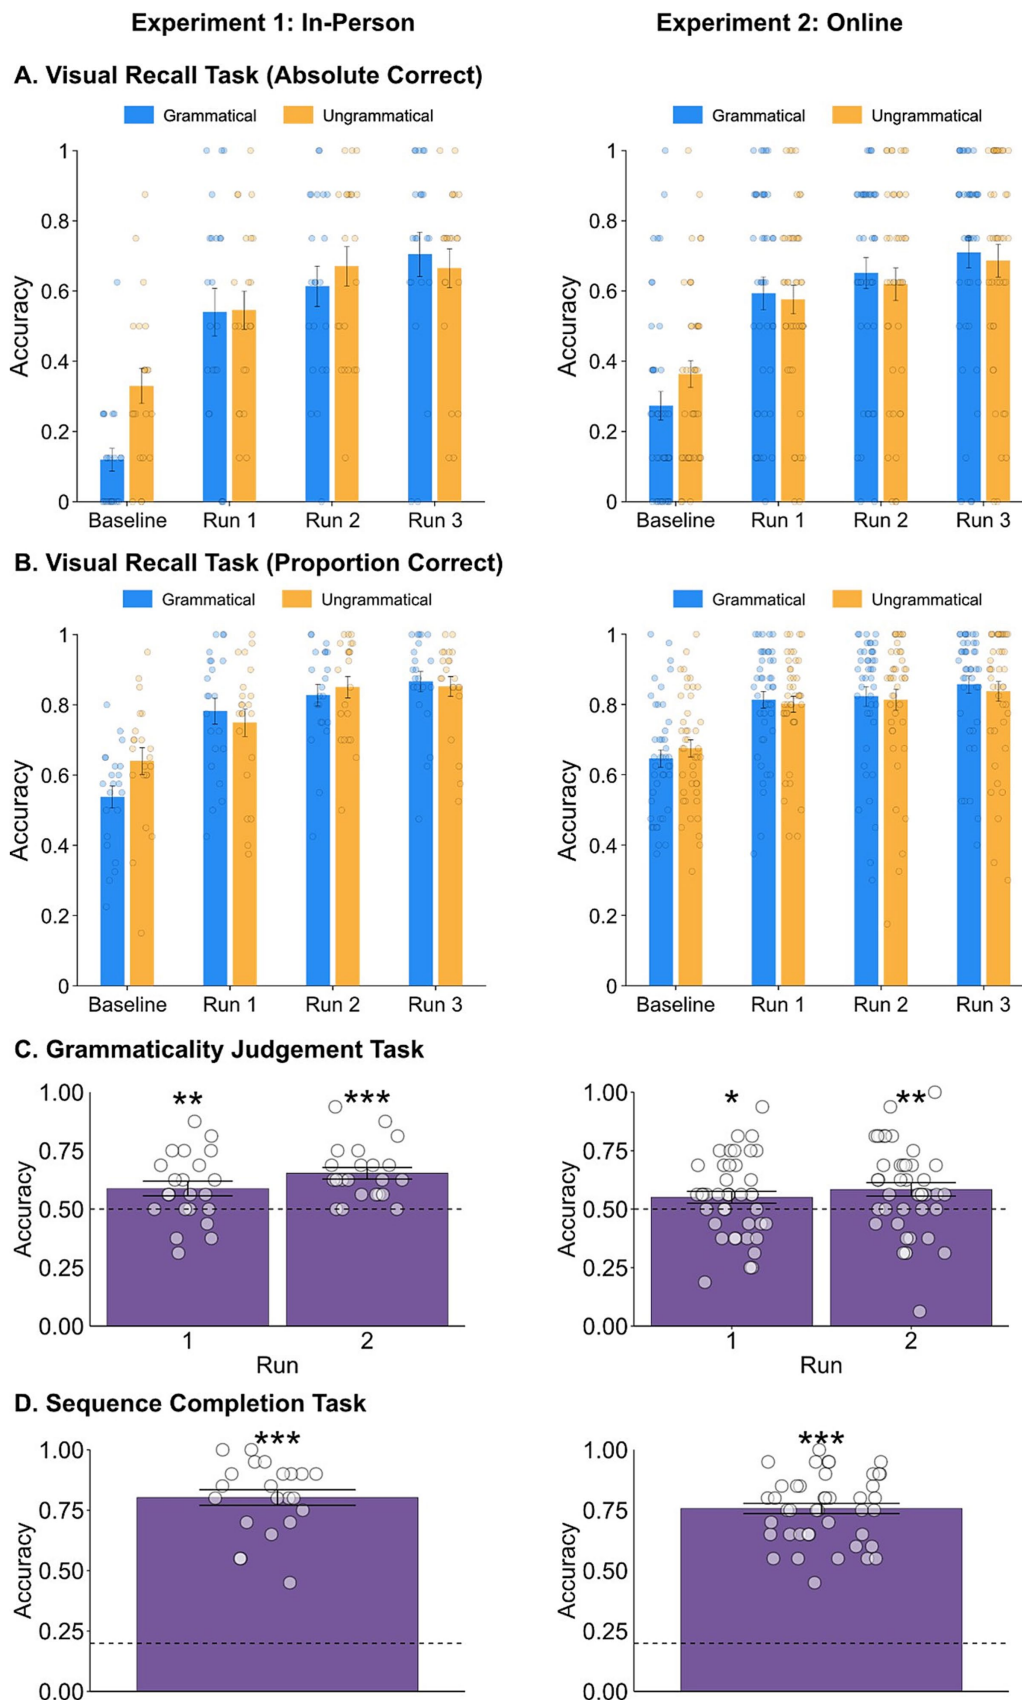 Experiment 1: In-Person Experiment 2: Online
A. Visual Recall Task (Absolute Correct)
Grammatical Ungrammatical Grammatical Ungrammatical
1 1
0.8 0.8
0.6 0.6
0.4 0.4
0.2 0.2
0 0
Accuracy Accuracy
Baseline Run 1 Run 2 Run 3 Baseline Run 1 Run 2 Run 3
B. Visual Recall Task (Proportion Correct)
Grammatical Ungrammatical Grammatical Ungrammatical
1 1
0.8 0.8
0.6 0.6
0.4 0.4
0.2 0.2
0 0
Accuracy Accuracy
Baseline Run 1 Run 2 Run 3 Baseline Run 1 Run 2 Run 3
C. Grammaticality Judgement Task
1.00 ** *** 1.00 * **
0.75 0.75
0.50 0.50
0.25 0.25
0.00 0.00
Accuracy Accuracy
1 2 1 2
Run Run
D. Sequence Completion Task
1.00 *** 1.00 ***
0.75 0.75
0.50 0.50
0.25 0.25
0.00 0.00
Accuracy Accuracy